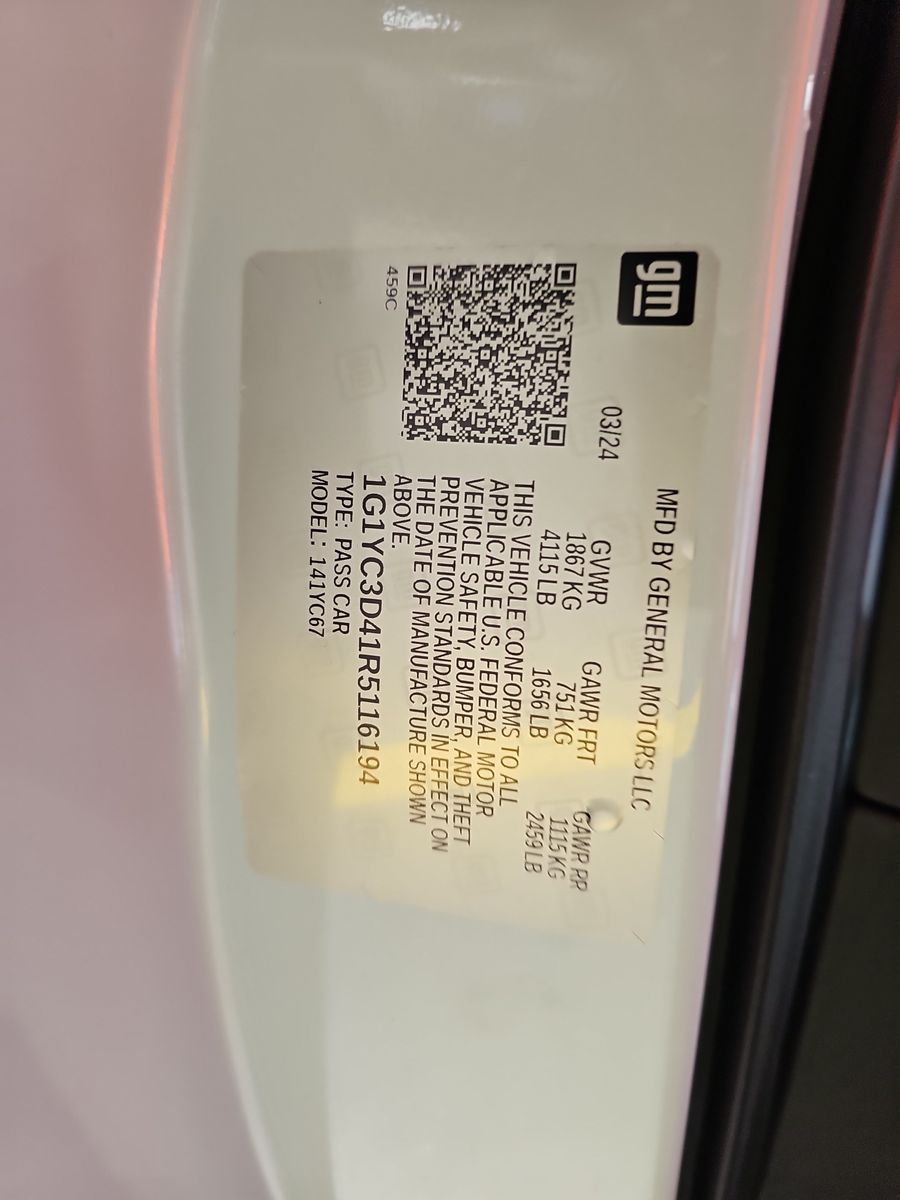 gm
MFD BY GENERAL MOTORS LLC
03/24
GVWR GAWR FRT GAWR RR
1867 KG 751 KG 1115 KG
4115 LB 1656 LB 2459 LB
THIS VEHICLE CONFORMS TO ALL
APPLICABLE U.S. FEDERAL MOTOR
VEHICLE SAFETY, BUMPER, AND THEFT
PREVENTION STANDARDS IN EFFECT ON
THE DATE OF MANUFACTURE SHOWN
ABOVE.
459C
1G1YC3D41R5116194
TYPE: PASS CAR
MODEL: 141YC67